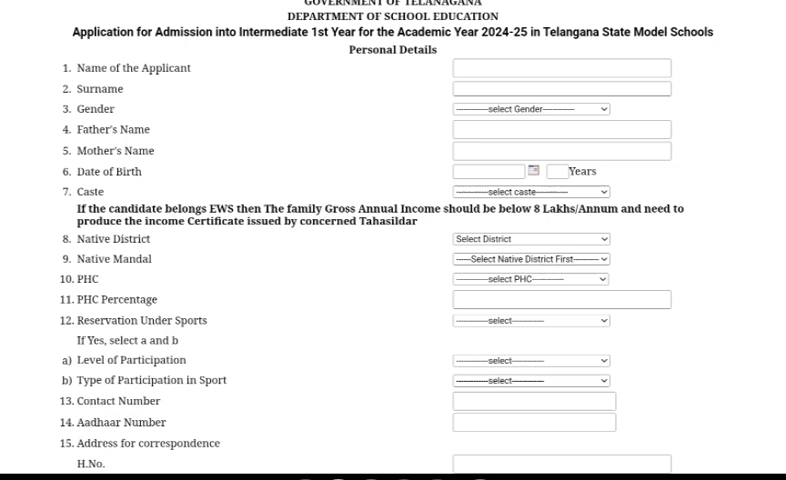 GOVERNMENT OF TELANAGANA
DEPARTMENT OF SCHOOL EDUCATION
Application for Admission into Intermediate 1st Year for the Academic Year 2024-25 in Telangana State Model Schools
Personal Details
1. Name of the Applicant
2. Surname
3. Gender ----------select Gender----------
4. Father's Name
5. Mother's Name
6. Date of Birth Years
7. Caste ----------select caste----------
If the candidate belongs EWS then The family Gross Annual Income should be below 8 Lakhs/Annum and need to
produce the income Certificate issued by concerned Tahasildar
8. Native District Select District
9. Native Mandal -----Select Native District First--------
10. PHC ----------select PHC----------
11. PHC Percentage
12. Reservation Under Sports ----------select----------
If Yes, select a and b
a) Level of Participation ----------select----------
b) Type of Participation in Sport ----------select----------
13. Contact Number
14. Aadhaar Number
15. Address for correspondence
H.No.